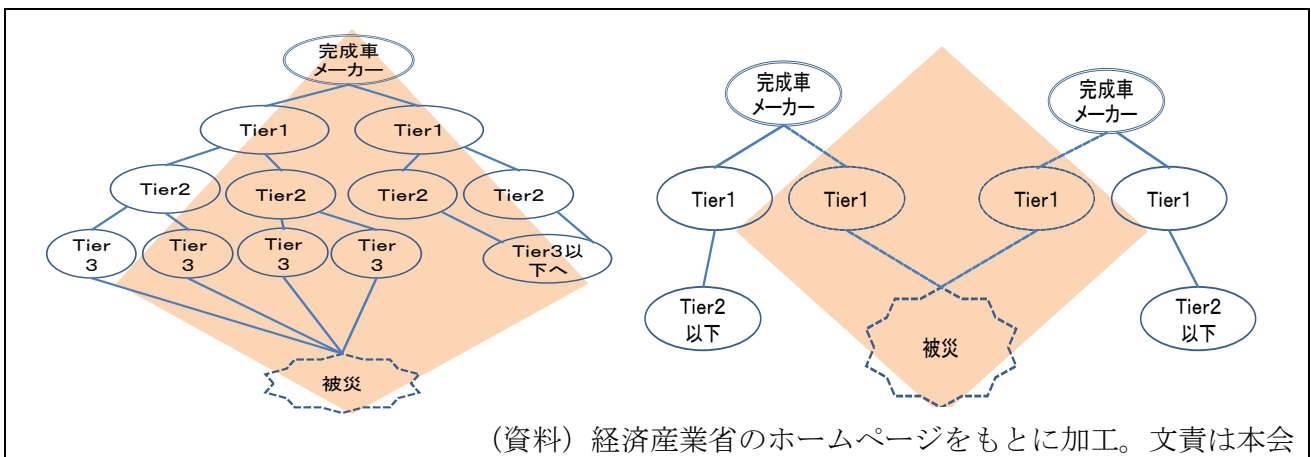 完成車
メーカー
Tier1
Tier1
Tier2
Tier2
Tier2
Tier2
Tier
3
Tier
3
Tier
3
Tier
3
Tier3以
下へ
被災
完成車
メーカー
完成車
メーカー
Tier1
Tier1
Tier1
Tier1
Tier2
以下
Tier2
以下
被災
(資料)経済産業省のホームページをもとに加工。文責は本会